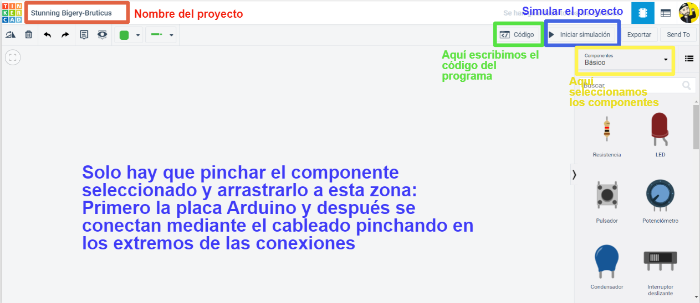 TIN
KER
CAD
Stunning Bigery-Bruticus
Nombre del proyecto
Simular el proyecto
Se ha
Código
Iniciar simulación
Exportar
Send To
Aquí escribimos el
código del
programa
Componentes
Básico
Aquí
seleccionamos
los componentes
buscar
Solo hay que pinchar el componente
seleccionado y arrastrarlo a esta zona:
Primero la placa Arduino y después se
conectan mediante el cableado pinchando en
los extremos de las conexiones
Resistencia
LED
Pulsador
Potenciómetro
Condensador
Interruptor
deslizante